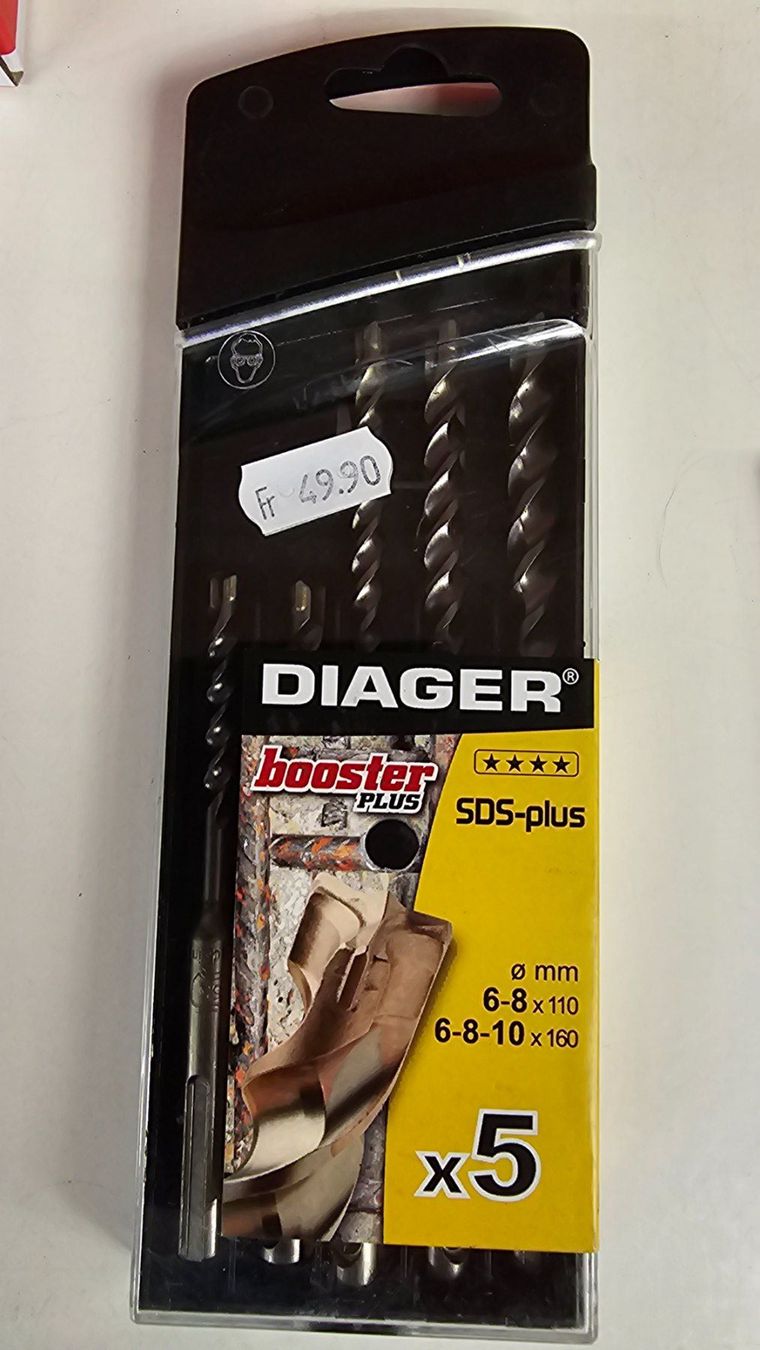 Fr 49.90
DIAGER®
booster
PLUS
★★★★
SDS-plus
ø mm
6-8 x 110
6-8-10 x 160
x5